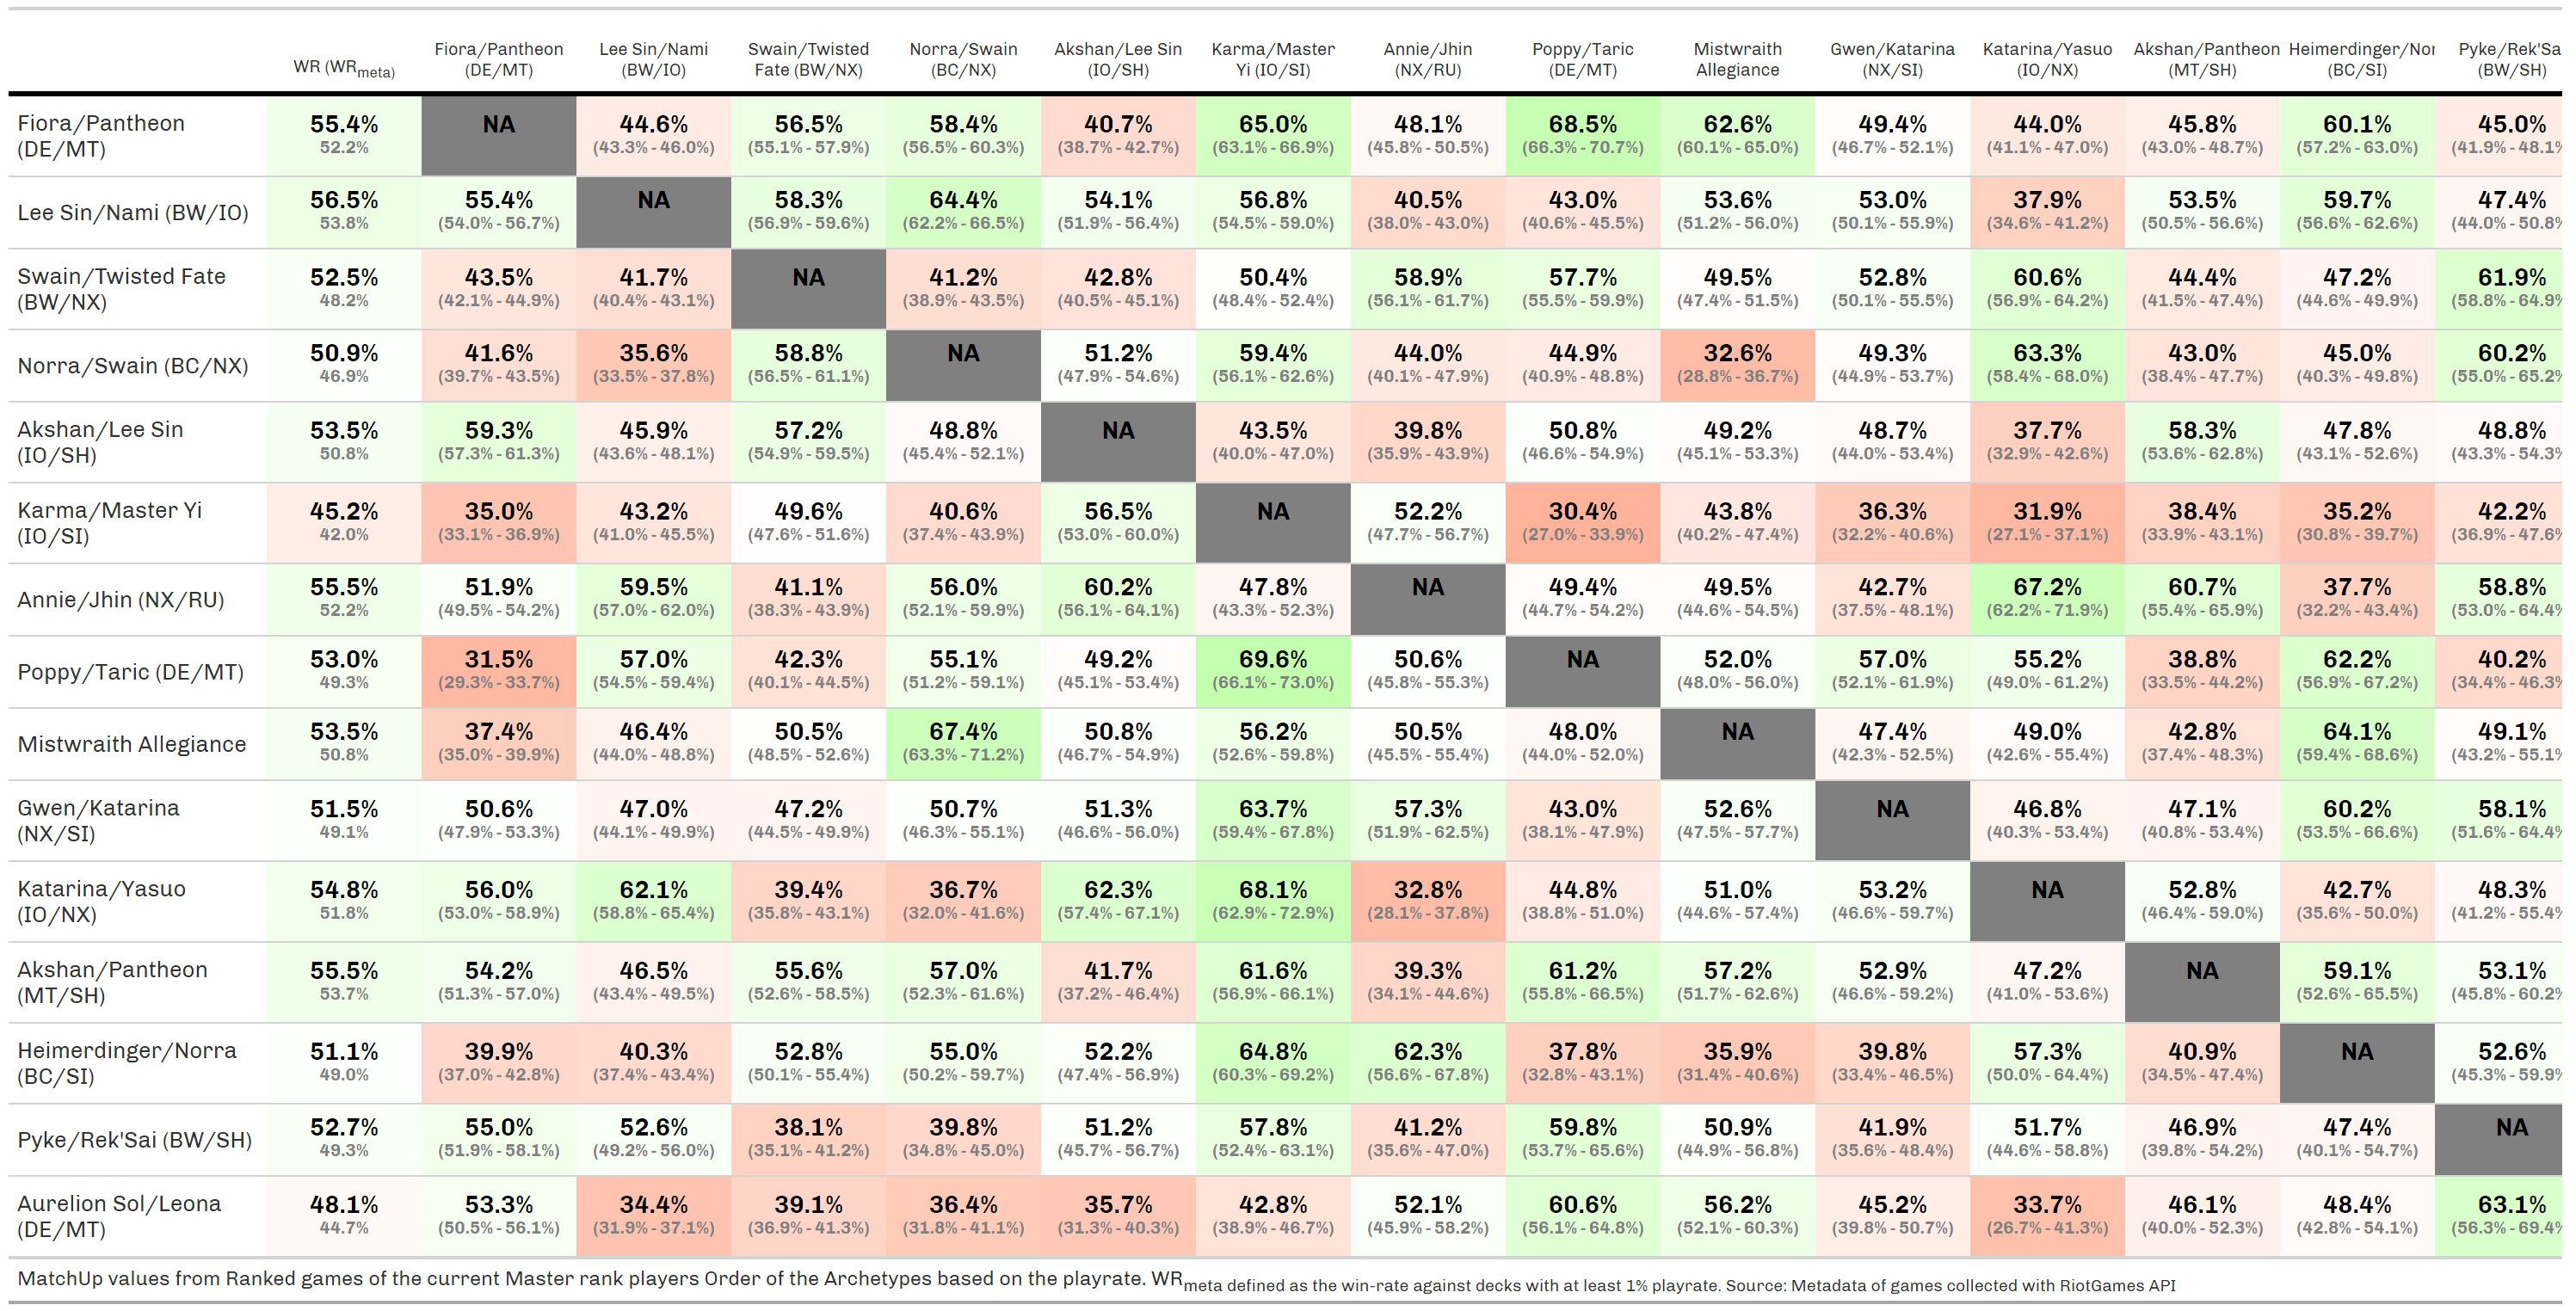 WR (WRmeta) Fiora/Pantheon (DE/MT) Lee Sin/Nami (BW/IO) Swain/Twisted Fate (BW/NX) Norra/Swain (BC/NX) Akshan/Lee Sin (IO/SH) Karma/Master Yi (IO/SI) Annie/Jhin (NX/RU) Poppy/Taric (DE/MT) Mistwraith Allegiance Gwen/Katarina (NX/SI) Katarina/Yasuo (IO/NX) Akshan/Pantheon (MT/SH) Heimerdinger/Nor (BC/SI) Pyke/Rek'Sa (BW/SH)
Fiora/Pantheon (DE/MT) 55.4% NA 44.6% 56.5% 58.4% 40.7% 65.0% 48.1% 68.5% 62.6% 49.4% 44.0% 45.8% 60.1% 45.0%
52.2% (43.3% - 46.0%) (55.1% - 57.9%) (56.5% - 60.3%) (38.7% - 42.7%) (63.1% - 66.9%) (45.8% - 50.5%) (66.3% - 70.7%) (60.1% - 65.0%) (46.7% - 52.1%) (41.1% - 47.0%) (43.0% - 48.7%) (57.2% - 63.0%) (41.9% - 48.1%
Lee Sin/Nami (BW/IO) 56.5% 55.4% NA 58.3% 64.4% 54.1% 56.8% 40.5% 43.0% 53.6% 53.0% 37.9% 53.5% 59.7% 47.4%
53.8% (54.0% - 56.7%) (56.9% - 59.6%) (62.2% - 66.5%) (51.9% - 56.4%) (54.5% - 59.0%) (38.0% - 43.0%) (40.6% - 45.5%) (51.2% - 56.0%) (50.1% - 55.9%) (34.6% - 41.2%) (50.5% - 56.6%) (56.6% - 62.6%) (44.0% - 50.8%
Swain/Twisted Fate (BW/NX) 52.5% 43.5% 41.7% NA 41.2% 42.8% 50.4% 58.9% 57.7% 49.5% 52.8% 60.6% 44.4% 47.2% 61.9%
48.2% (42.1% - 44.9%) (40.4% - 43.1%) (38.9% - 43.5%) (40.5% - 45.1%) (48.4% - 52.4%) (56.1% - 61.7%) (55.5% - 59.9%) (47.4% - 51.5%) (50.1% - 55.5%) (56.9% - 64.2%) (41.5% - 47.4%) (44.6% - 49.9%) (58.8% - 64.9%
Norra/Swain (BC/NX) 50.9% 41.6% 35.6% 58.8% NA 51.2% 59.4% 44.0% 44.9% 32.6% 49.3% 63.3% 43.0% 45.0% 60.2%
46.9% (39.7% - 43.5%) (33.5% - 37.8%) (56.5% - 61.1%) (47.9% - 54.6%) (56.1% - 62.6%) (40.1% - 47.9%) (40.9% - 48.8%) (28.8% - 36.7%) (44.9% - 53.7%) (58.4% - 68.0%) (38.4% - 47.7%) (40.3% - 49.8%) (55.0% - 65.2%
Akshan/Lee Sin (IO/SH) 53.5% 59.3% 45.9% 57.2% 48.8% NA 43.5% 39.8% 50.8% 49.2% 48.7% 37.7% 58.3% 47.8% 48.8%
50.8% (57.3% - 61.3%) (43.6% - 48.1%) (54.9% - 59.5%) (45.4% - 52.1%) (40.0% - 47.0%) (35.9% - 43.9%) (46.6% - 54.9%) (45.1% - 53.3%) (44.0% - 53.4%) (32.9% - 42.6%) (53.6% - 62.8%) (43.1% - 52.6%) (43.3% - 54.3%
Karma/Master Yi (IO/SI) 45.2% 35.0% 43.2% 49.6% 40.6% 56.5% NA 52.2% 30.4% 43.8% 36.3% 31.9% 38.4% 35.2% 42.2%
42.0% (33.1% - 36.9%) (41.0% - 45.5%) (47.6% - 51.6%) (37.4% - 43.9%) (53.0% - 60.0%) (47.7% - 56.7%) (27.0% - 33.9%) (40.2% - 47.4%) (32.2% - 40.6%) (27.1% - 37.1%) (33.9% - 43.1%) (30.8% - 39.7%) (36.9% - 47.6%
Annie/Jhin (NX/RU) 55.5% 51.9% 59.5% 41.1% 56.0% 60.2% 47.8% NA 49.4% 49.5% 42.7% 67.2% 60.7% 37.7% 58.8%
52.2% (49.5% - 54.2%) (57.0% - 62.0%) (38.3% - 43.9%) (52.1% - 59.9%) (56.1% - 64.1%) (43.3% - 52.3%) (44.7% - 54.2%) (44.6% - 54.5%) (37.5% - 48.1%) (62.2% - 71.9%) (55.4% - 65.9%) (32.2% - 43.4%) (53.0% - 64.4%
Poppy/Taric (DE/MT) 53.0% 31.5% 57.0% 42.3% 55.1% 49.2% 69.6% 50.6% NA 52.0% 57.0% 55.2% 38.8% 62.2% 40.2%
49.3% (29.3% - 33.7%) (54.5% - 59.4%) (40.1% - 44.5%) (51.2% - 59.1%) (45.1% - 53.4%) (66.1% - 73.0%) (45.8% - 55.3%) (48.0% - 56.0%) (52.1% - 61.9%) (49.0% - 61.2%) (33.5% - 44.2%) (56.9% - 67.2%) (34.4% - 46.3%
Mistwraith Allegiance 53.5% 37.4% 46.4% 50.5% 67.4% 50.8% 56.2% 50.5% 48.0% NA 47.4% 49.0% 42.8% 64.1% 49.1%
50.8% (35.0% - 39.9%) (44.0% - 48.8%) (48.5% - 52.6%) (63.3% - 71.2%) (46.7% - 54.9%) (52.6% - 59.8%) (45.5% - 55.4%) (44.0% - 52.0%) (42.3% - 52.5%) (42.6% - 55.4%) (37.4% - 48.3%) (59.4% - 68.6%) (43.2% - 55.1%
Gwen/Katarina (NX/SI) 51.5% 50.6% 47.0% 47.2% 50.7% 51.3% 63.7% 57.3% 43.0% 52.6% NA 46.8% 47.1% 60.2% 58.1%
49.1% (47.9% - 53.3%) (44.1% - 49.9%) (44.5% - 49.9%) (46.3% - 55.1%) (46.6% - 56.0%) (59.4% - 67.8%) (51.9% - 62.5%) (38.1% - 47.9%) (47.5% - 57.7%) (40.3% - 53.4%) (40.8% - 53.4%) (53.5% - 66.6%) (51.6% - 64.4%
Katarina/Yasuo (IO/NX) 54.8% 56.0% 62.1% 39.4% 36.7% 62.3% 68.1% 32.8% 44.8% 51.0% 53.2% NA 52.8% 42.7% 48.3%
51.8% (53.0% - 58.9%) (58.8% - 65.4%) (35.8% - 43.1%) (32.0% - 41.6%) (57.4% - 67.1%) (62.9% - 72.9%) (28.1% - 37.8%) (38.8% - 51.0%) (44.6% - 57.4%) (46.6% - 59.7%) (46.4% - 59.0%) (35.6% - 50.0%) (41.2% - 55.4%
Akshan/Pantheon (MT/SH) 55.5% 54.2% 46.5% 55.6% 57.0% 41.7% 61.6% 39.3% 61.2% 57.2% 52.9% 47.2% NA 59.1% 53.1%
53.7% (51.3% - 57.0%) (43.4% - 49.5%) (52.6% - 58.5%) (52.3% - 61.6%) (37.2% - 46.4%) (56.9% - 66.1%) (34.1% - 44.6%) (55.8% - 66.5%) (51.7% - 62.6%) (46.6% - 59.2%) (41.0% - 53.6%) (52.6% - 65.5%) (45.8% - 60.2%
Heimerdinger/Norra (BC/SI) 51.1% 39.9% 40.3% 52.8% 55.0% 52.2% 64.8% 62.3% 37.8% 35.9% 39.8% 57.3% 40.9% NA 52.6%
49.0% (37.0% - 42.8%) (37.4% - 43.4%) (50.1% - 55.4%) (50.2% - 59.7%) (47.4% - 56.9%) (60.3% - 69.2%) (56.6% - 67.8%) (32.8% - 43.1%) (31.4% - 40.6%) (33.4% - 46.5%) (50.0% - 64.4%) (34.5% - 47.4%) (45.3% - 59.9%
Pyke/Rek'Sai (BW/SH) 52.7% 55.0% 52.6% 38.1% 39.8% 51.2% 57.8% 41.2% 59.8% 50.9% 41.9% 51.7% 46.9% 47.4% NA
49.3% (51.9% - 58.1%) (49.2% - 56.0%) (35.1% - 41.2%) (34.8% - 45.0%) (45.7% - 56.7%) (52.4% - 63.1%) (35.6% - 47.0%) (53.7% - 65.6%) (44.9% - 56.8%) (35.6% - 48.4%) (44.6% - 58.8%) (39.8% - 54.2%) (40.1% - 54.7%)
Aurelion Sol/Leona (DE/MT) 48.1% 53.3% 34.4% 39.1% 36.4% 35.7% 42.8% 52.1% 60.6% 56.2% 45.2% 33.7% 46.1% 48.4% 63.1%
44.7% (50.5% - 56.1%) (31.9% - 37.1%) (36.9% - 41.3%) (31.8% - 41.1%) (31.3% - 40.3%) (38.9% - 46.7%) (45.9% - 58.2%) (56.1% - 64.8%) (52.1% - 60.3%) (39.8% - 50.7%) (26.7% - 41.3%) (40.0% - 52.3%) (42.8% - 54.1%) (56.3% - 69.4%
MatchUp values from Ranked games of the current Master rank players Order of the Archetypes based on the playrate. WRmeta defined as the win-rate against decks with at least 1% playrate. Source: Metadata of games collected with RiotGames API